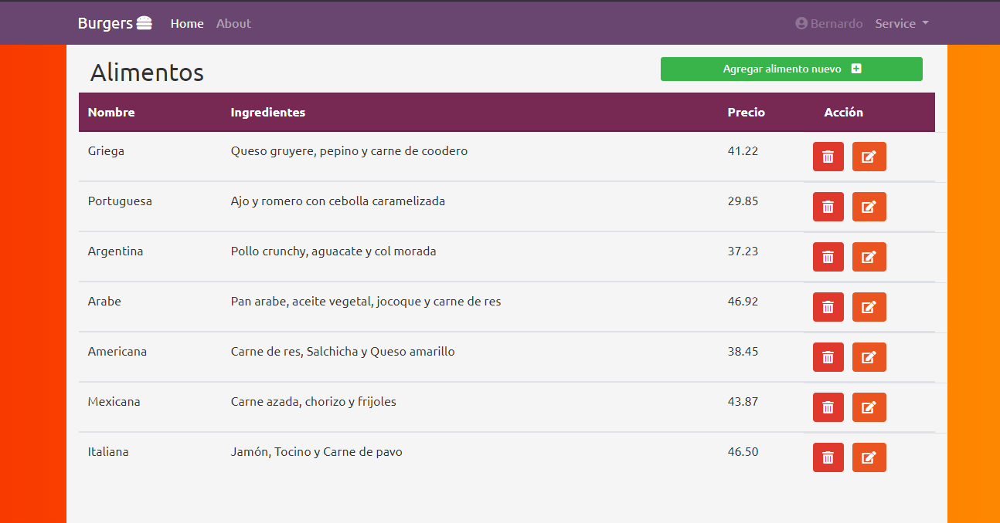 Burgers Home About Bernardo Service
Alimentos Agregar alimento nuevo
Nombre Ingredientes Precio Acción
Griega Queso gruyere, pepino y carne de coodero 41.22
Portuguesa Ajo y romero con cebolla caramelizada 29.85
Argentina Pollo crunchy, aguacate y col morada 37.23
Arabe Pan arabe, aceite vegetal, jocoque y carne de res 46.92
Americana Carne de res, Salchicha y Queso amarillo 38.45
Mexicana Carne azada, chorizo y frijoles 43.87
Italiana Jamón, Tocino y Carne de pavo 46.50